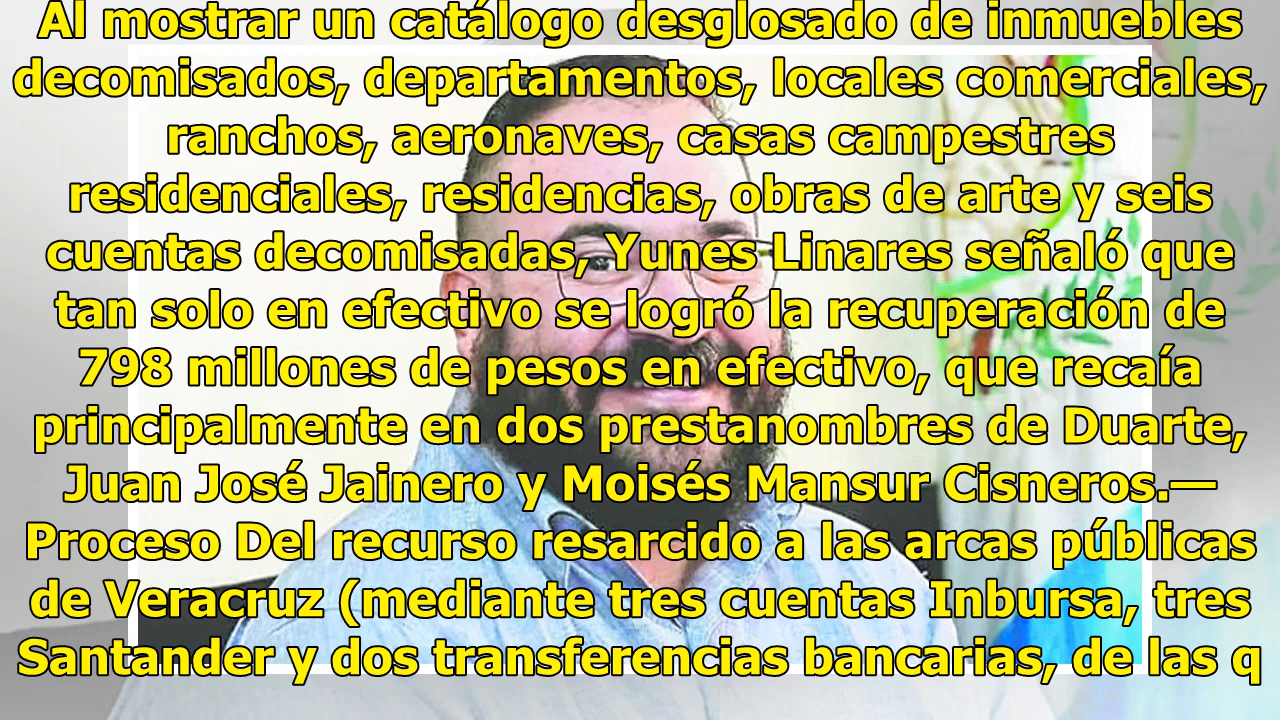 Al mostrar un catálogo desglosado de inmuebles
decomisados, departamentos, locales comerciales,
ranchos, aeronaves, casas campestres
residenciales, residencias, obras de arte y seis
cuentas decomisadas, Yunes Linares señaló que
tan solo en efectivo se logró la recuperación de
798 millones de pesos en efectivo, que recaía
principalmente en dos prestanombres de Duarte,
Juan José Jainero y Moisés Mansur Cisneros.—
Proceso Del recurso resarcido a las arcas públicas
de Veracruz (mediante tres cuentas Inbursa, tres
Santander y dos transferencias bancarias, de las q